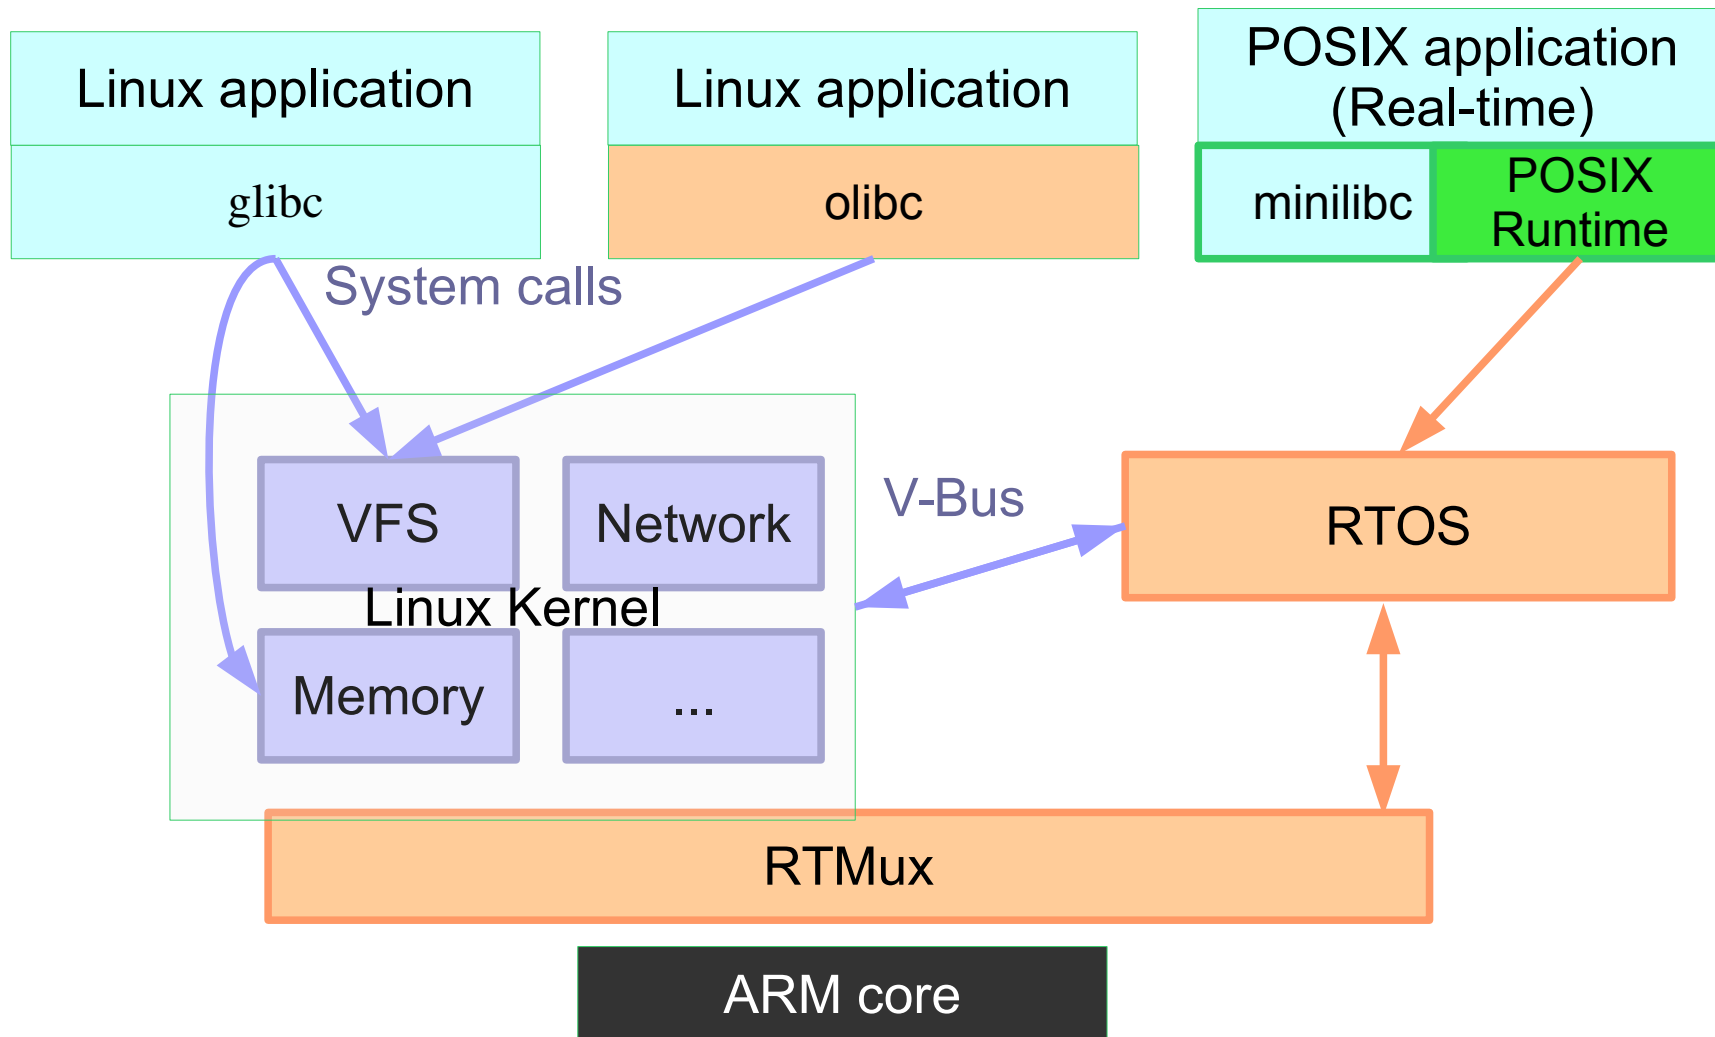 Linux application
Linux application
POSIX application
(Real-time)
glibc
olibc
minilibc
POSIX
Runtime
System calls
VFS
Network
V-Bus
RTOS
Linux Kernel
Memory
...
RTMux
ARM core